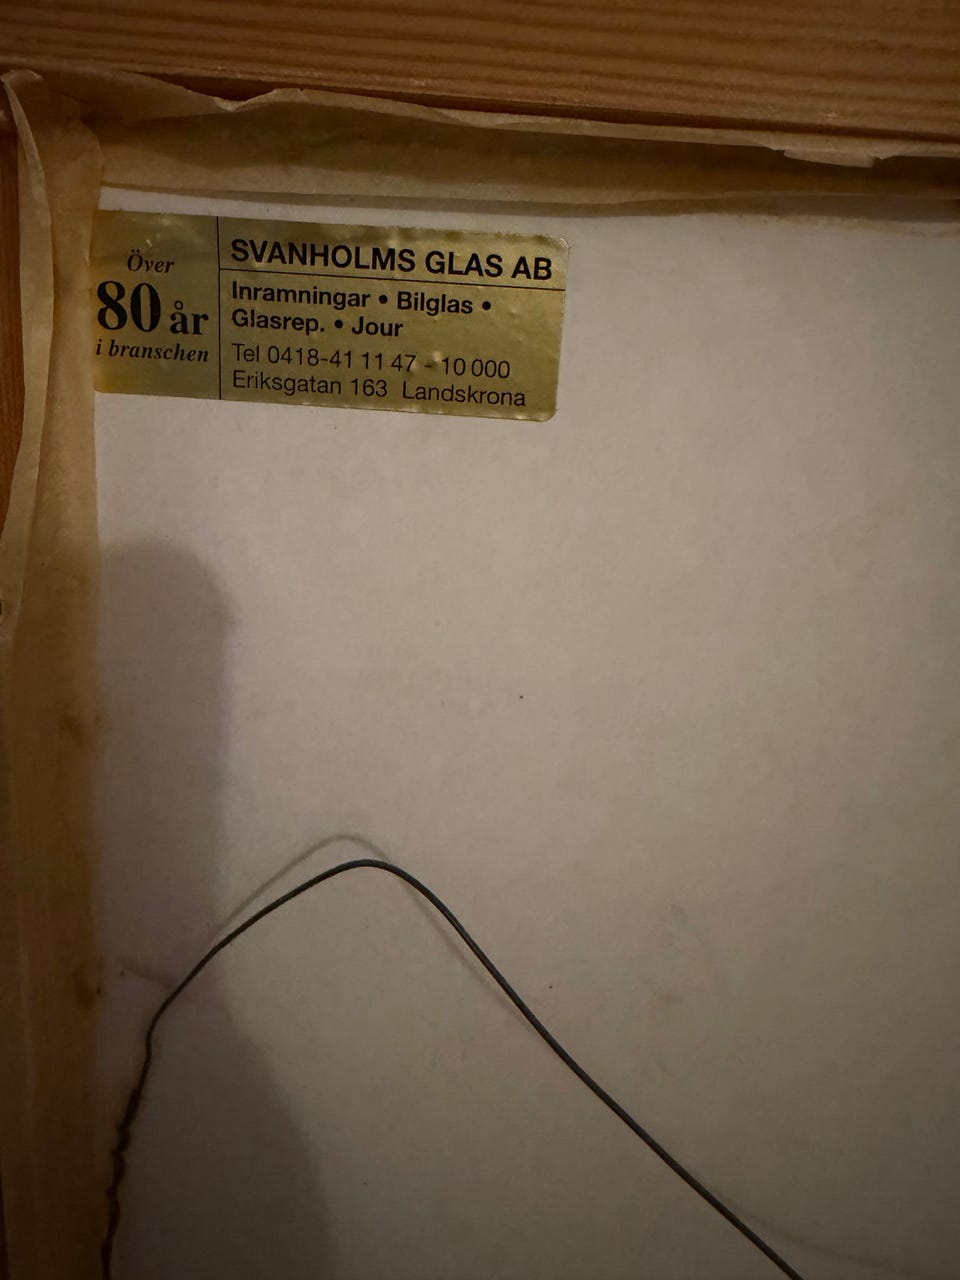 Över
80 år
i branschen
SVANHOLMS GLAS AB
Inramningar • Bilglas •
Glasrep. • Jour
Tel 0418-41 11 47 - 10 000
Eriksgatan 163 Landskrona